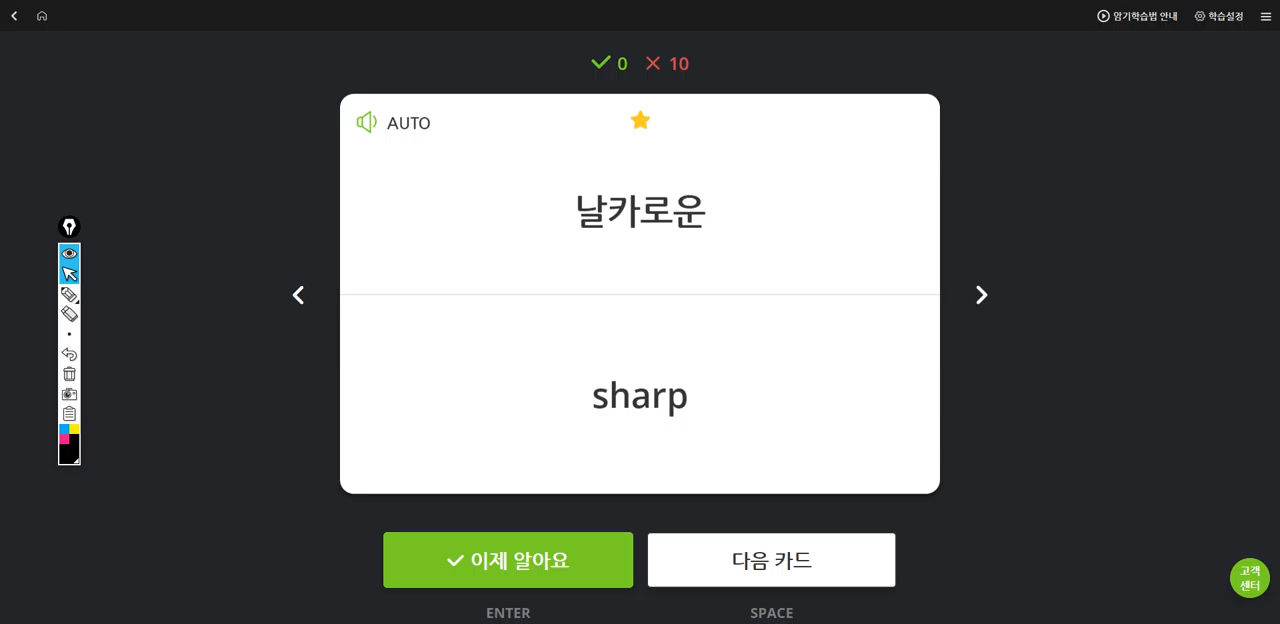 암기학습법 안내 학습설정
0 10
AUTO
날카로운
sharp
이제 알아요 다음 카드
ENTER SPACE
고객
센터